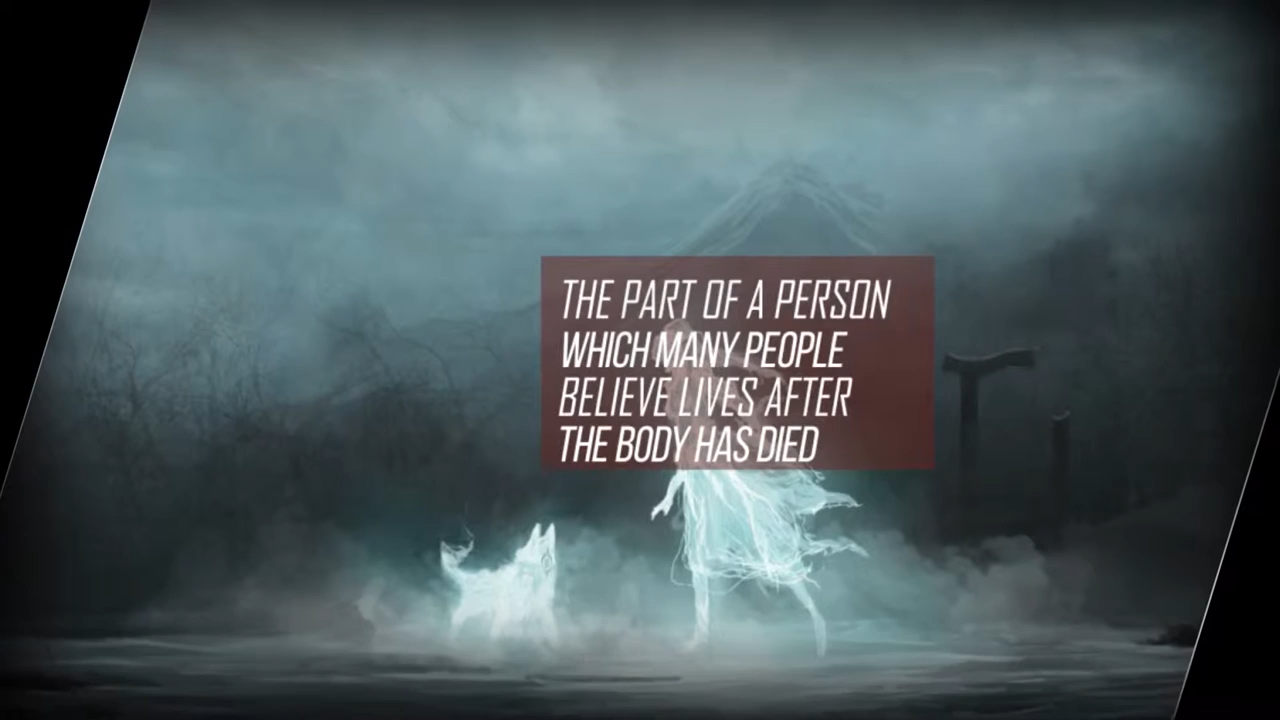 THE PART OF A PERSON
WHICH MANY PEOPLE
BELIEVE LIVES AFTER
THE BODY HAS DIED